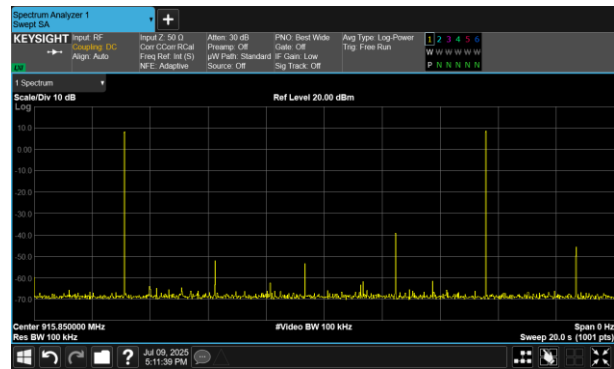 Spectrum Analyzer 1
Swept SA
KEYSIGHT
Input: RF
Coupling: DC
Align: Auto
Input Z: 50 Ω
Corr CCorr RCal
Freq Ref: Int (S)
NFE: Adaptive
Atten: 30 dB
Preamp: Off
µW Path: Standard
Source: Off
PNO: Best Wide
Gate: Off
IF Gain: Low
Sig Track: Off
Avg Type: Log-Power
Trig: Free Run
1 2 3 4 5 6
W W W W W W
P N N N N N
1 Spectrum
Scale/Div 10 dB
Ref Level 20.00 dBm
Log
10.0
0.00
-10.0
-20.0
-30.0
-40.0
-50.0
-60.0
-70.0
Center 915.850000 MHz
#Video BW 100 kHz
Span 0 Hz
Res BW 100 kHz
Sweep 20.0 s (1001 pts)
?
Jul 09, 2025
5:11:39 PM